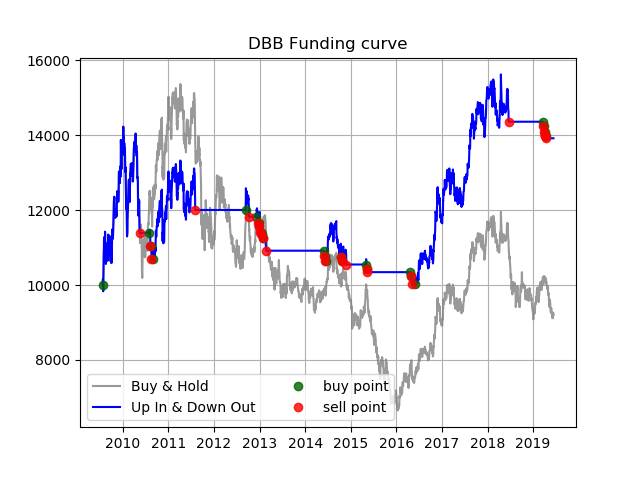 DBB Funding curve
16000
14000
12000
10000
8000
Buy & Hold
Up In & Down Out
buy point
sell point
2010 2011 2012 2013 2014 2015 2016 2017 2018 2019